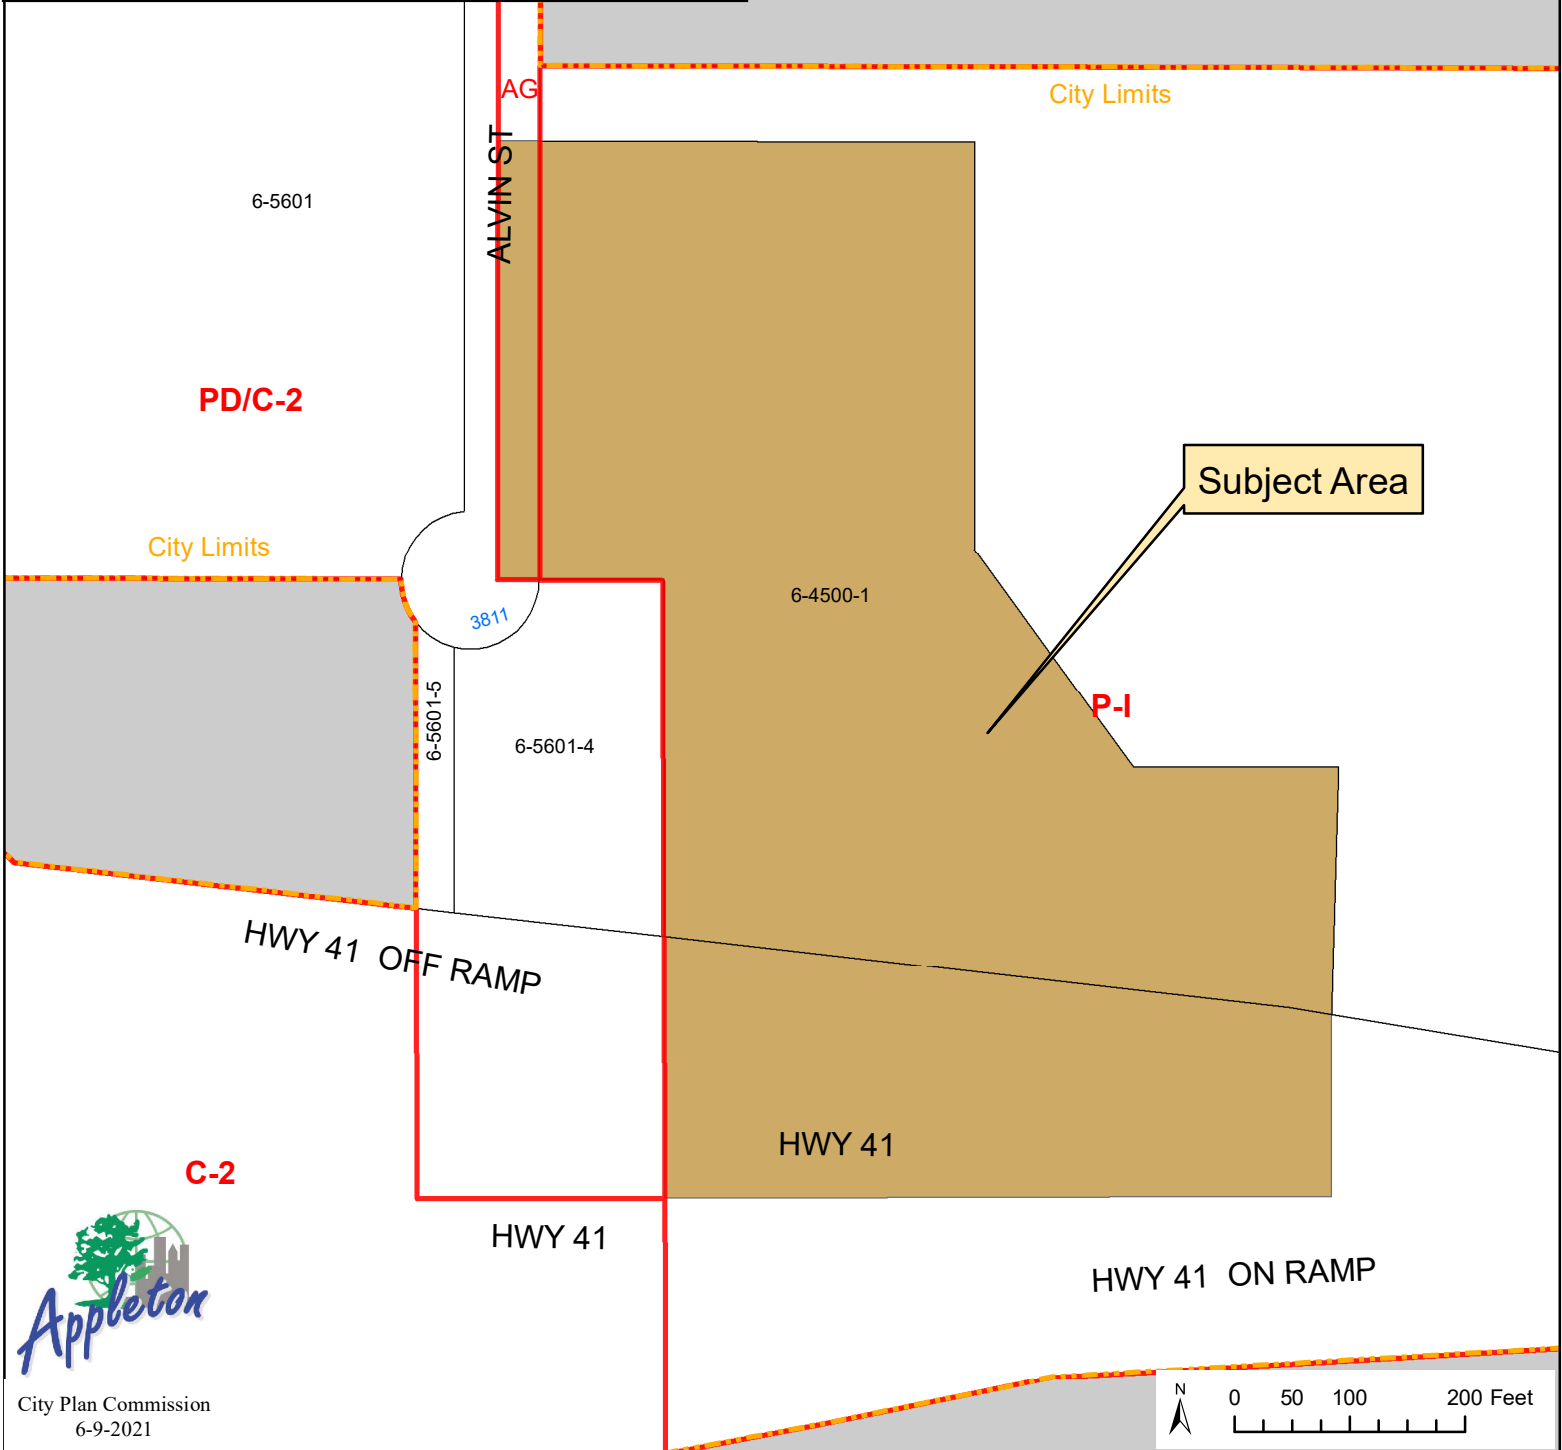 AG
City Limits
ALVIN ST
6-5601
PD/C-2
Subject Area
City Limits
6-4500-1
3811
6-5601-5
P-I
6-5601-4
HWY 41 OFF RAMP
HWY 41
C-2
HWY 41
HWY 41 ON RAMP
Appleton
City Plan Commission
6-9-2021
N
0 50 100 200 Feet